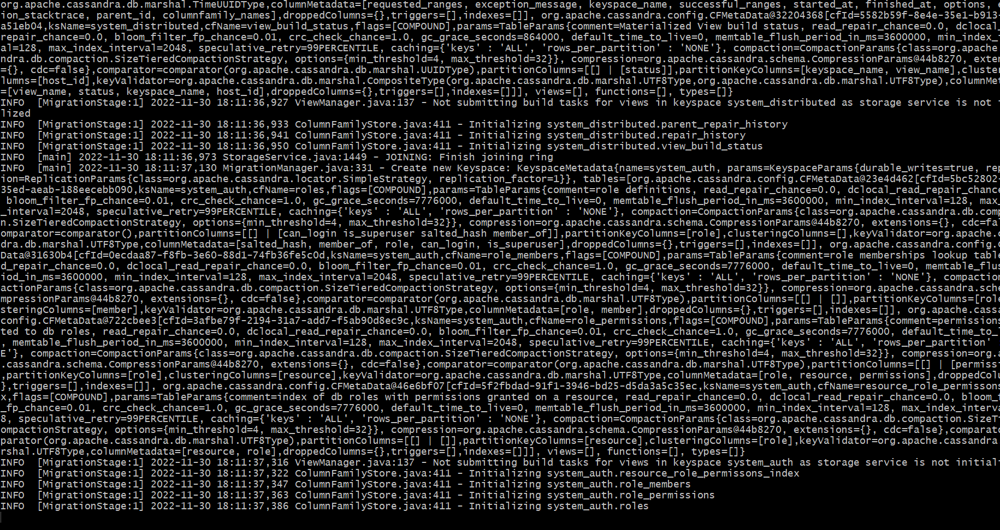 org.apache.cassandra.db.marshal.TimeUUIDType,columnMetadata=[requested_ranges, exception_message, keyspace_name, successful_ranges, started_at, finished_at, options, e
ion_stacktrace, parent_id, columnfamily_names],droppedColumns={},triggers=[],indexes=[]], org.apache.cassandra.config.CFMetaData@32204368[cfId=5582b59f-8e4e-35e1-b913-
a51eb04,ksName=system_distributed,cfName=view_build_status,flags=[COMPOUND],params=TableParams{comment=Materialized View build status, read_repair_chance=0.0, dclocal_
repair_chance=0.0, bloom_filter_fp_chance=0.01, crc_check_chance=1.0, gc_grace_seconds=864000, default_time_to_live=0, memtable_flush_period_in_ms=3600000, min_index_i
al=128, max_index_interval=2048, speculative_retry=99PERCENTILE, caching={'keys' : 'ALL', 'rows_per_partition' : 'NONE'}, compaction=CompactionParams{class=org.apache.
ndra.db.compaction.SizeTieredCompactionStrategy, options={min_threshold=4, max_threshold=32}}, compression=org.apache.cassandra.schema.CompressionParams@44b8270, exten
={}, cdc=false},comparator=comparator(org.apache.cassandra.db.marshal.UUIDType),partitionColumns=[[] | [status]],partitionKeyColumns=[keyspace_name, view_name],cluster
lumns=[host_id],keyValidator=org.apache.cassandra.db.marshal.CompositeType(org.apache.cassandra.db.marshal.UTF8Type,org.apache.cassandra.db.marshal.UTF8Type),columnMet
=[view_name, status, keyspace_name, host_id],droppedColumns={},triggers=[],indexes=[]]], views=[], functions=[], types=[]}
INFO  [MigrationStage:1] 2022-11-30 18:11:36,927 ViewManager.java:137 - Not submitting build tasks for views in keyspace system_distributed as storage service is not i
lized
INFO  [MigrationStage:1] 2022-11-30 18:11:36,933 ColumnFamilyStore.java:411 - Initializing system_distributed.parent_repair_history
INFO  [MigrationStage:1] 2022-11-30 18:11:36,941 ColumnFamilyStore.java:411 - Initializing system_distributed.repair_history
INFO  [MigrationStage:1] 2022-11-30 18:11:36,950 ColumnFamilyStore.java:411 - Initializing system_distributed.view_build_status
INFO  [main] 2022-11-30 18:11:36,973 StorageService.java:1449 - JOINING: Finish joining ring
INFO  [main] 2022-11-30 18:11:37,130 MigrationManager.java:331 - Create new Keyspace: KeyspaceMetadata{name=system_auth, params=KeyspaceParams{durable_writes=true, rep
ion=ReplicationParams{class=org.apache.cassandra.locator.SimpleStrategy, replication_factor=1}}, tables=[org.apache.cassandra.config.CFMetaData@23e4d462[cfId=5bc52802-
35ed-aeab-188eecebb090,ksName=system_auth,cfName=roles,flags=[COMPOUND],params=TableParams{comment=role definitions, read_repair_chance=0.0, dclocal_read_repair_chance
 bloom_filter_fp_chance=0.01, crc_check_chance=1.0, gc_grace_seconds=7776000, default_time_to_live=0, memtable_flush_period_in_ms=3600000, min_index_interval=128, max_
_interval=2048, speculative_retry=99PERCENTILE, caching={'keys' : 'ALL', 'rows_per_partition' : 'NONE'}, compaction=CompactionParams{class=org.apache.cassandra.db.comp
n.SizeTieredCompactionStrategy, options={min_threshold=4, max_threshold=32}}, compression=org.apache.cassandra.schema.CompressionParams@44b8270, extensions={}, cdc=fal
omparator=comparator(),partitionColumns=[[] | [can_login is_superuser salted_hash member_of]],partitionKeyColumns=[role],clusteringColumns=[],keyValidator=org.apache.c
dra.db.marshal.UTF8Type,columnMetadata=[salted_hash, member_of, role, can_login, is_superuser],droppedColumns={},triggers=[],indexes=[]], org.apache.cassandra.config.C
Data@31630b4[cfId=0ecdaa87-f8fb-3e60-88d1-74fb36fe5c0d,ksName=system_auth,cfName=role_members,flags=[COMPOUND],params=TableParams{comment=role memberships lookup table
d_repair_chance=0.0, dclocal_read_repair_chance=0.0, bloom_filter_fp_chance=0.01, crc_check_chance=1.0, gc_grace_seconds=7776000, default_time_to_live=0, memtable_flus
iod_in_ms=3600000, min_index_interval=128, max_index_interval=2048, speculative_retry=99PERCENTILE, caching={'keys' : 'ALL', 'rows_per_partition' : 'NONE'}, compaction
actionParams{class=org.apache.cassandra.db.compaction.SizeTieredCompactionStrategy, options={min_threshold=4, max_threshold=32}}, compression=org.apache.cassandra.sche
mpressionParams@44b8270, extensions={}, cdc=false},comparator=comparator(org.apache.cassandra.db.marshal.UTF8Type),partitionColumns=[[] | []],partitionKeyColumns=[role
steringColumns=[member],keyValidator=org.apache.cassandra.db.marshal.UTF8Type,columnMetadata=[role, member],droppedColumns={},triggers=[],indexes=[]], org.apache.cassa
config.CFMetaData@722cbee3[cfId=3afbe79f-2194-31a7-add7-f5ab90d8ec9c,ksName=system_auth,cfName=role_permissions,flags=[COMPOUND],params=TableParams{comment=permissions
ted to db roles, read_repair_chance=0.0, dclocal_read_repair_chance=0.0, bloom_filter_fp_chance=0.01, crc_check_chance=1.0, gc_grace_seconds=7776000, default_time_to_l
, memtable_flush_period_in_ms=3600000, min_index_interval=128, max_index_interval=2048, speculative_retry=99PERCENTILE, caching={'keys' : 'ALL', 'rows_per_partition' 
E'}, compaction=CompactionParams{class=org.apache.cassandra.db.compaction.SizeTieredCompactionStrategy, options={min_threshold=4, max_threshold=32}}, compression=org.a
.cassandra.schema.CompressionParams@44b8270, extensions={}, cdc=false},comparator=comparator(org.apache.cassandra.db.marshal.UTF8Type),partitionColumns=[[] | [permiss
,partitionKeyColumns=[role],clusteringColumns=[resource],keyValidator=org.apache.cassandra.db.marshal.UTF8Type,columnMetadata=[role, resource, permissions],droppedColu
},triggers=[],indexes=[]], org.apache.cassandra.config.CFMetaData@46e6bf07[cfId=5f2fbdad-91f1-3946-bd25-d5da3a5c35ec,ksName=system_auth,cfName=resource_role_permissons
x,flags=[COMPOUND],params=TableParams{comment=index of db roles with permissions granted on a resource, read_repair_chance=0.0, dclocal_read_repair_chance=0.0, bloom_f
_fp_chance=0.01, crc_check_chance=1.0, gc_grace_seconds=7776000, default_time_to_live=0, memtable_flush_period_in_ms=3600000, min_index_interval=128, max_index_interva
8, speculative_retry=99PERCENTILE, caching={'keys' : 'ALL', 'rows_per_partition' : 'NONE'}, compaction=CompactionParams{class=org.apache.cassandra.db.compaction.SizeTi
ompactionStrategy, options={min_threshold=4, max_threshold=32}}, compression=org.apache.cassandra.schema.CompressionParams@44b8270, extensions={}, cdc=false},comparato
parator(org.apache.cassandra.db.marshal.UTF8Type),partitionColumns=[[] | []],partitionKeyColumns=[resource],clusteringColumns=[role],keyValidator=org.apache.cassandra.
rshal.UTF8Type,columnMetadata=[resource, role],droppedColumns={},triggers=[],indexes=[]]], views=[], functions=[], types=[]}
INFO  [MigrationStage:1] 2022-11-30 18:11:37,316 ViewManager.java:137 - Not submitting build tasks for views in keyspace system_auth as storage service is not initiali
INFO  [MigrationStage:1] 2022-11-30 18:11:37,322 ColumnFamilyStore.java:411 - Initializing system_auth.resource_role_permissons_index
INFO  [MigrationStage:1] 2022-11-30 18:11:37,347 ColumnFamilyStore.java:411 - Initializing system_auth.role_members
INFO  [MigrationStage:1] 2022-11-30 18:11:37,363 ColumnFamilyStore.java:411 - Initializing system_auth.role_permissions
INFO  [MigrationStage:1] 2022-11-30 18:11:37,386 ColumnFamilyStore.java:411 - Initializing system_auth.roles